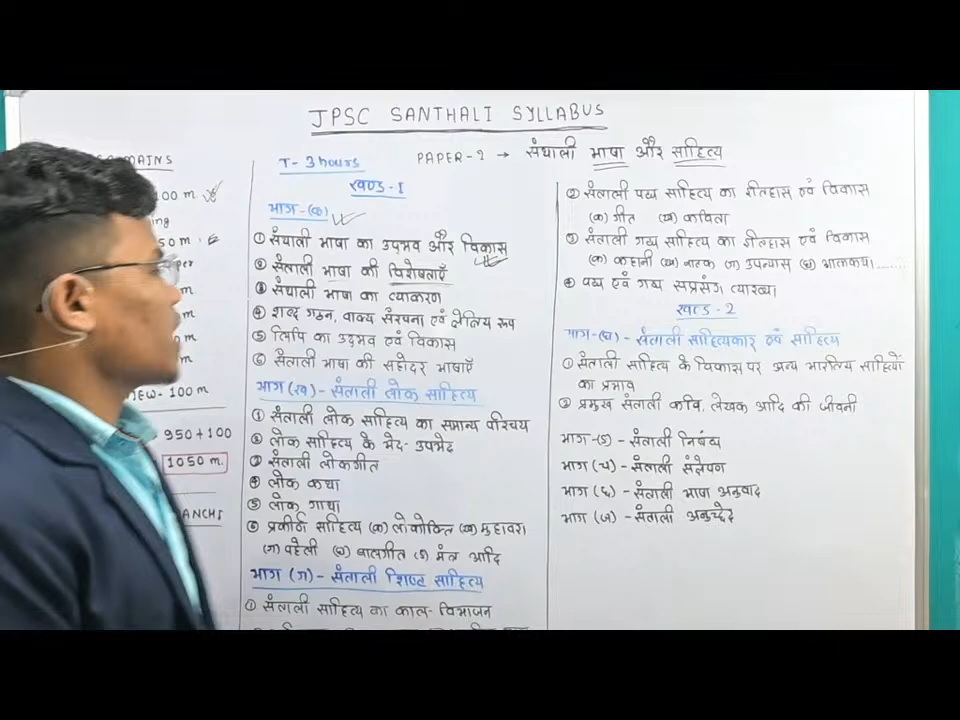 JPSC SANTHALI SYLLABUS
MAINS
100 m.
50 m.
m
m
m
100 m
950+100
1050 m.
ANCHI
T - 3 hours
PAPER-2 → संथाली भाषा और साहित्य
खण्ड-1
भाग-(क)
① संथाली भाषा का उद्भव और विकास
② संताली भाषा की विशेषताएँ
③ संथाली भाषा का व्याकरण
④ शब्द गठन, वाक्य संरचना एवं क्षेत्रिय रूप
⑤ लिपि का उद्भव एवं विकास
⑥ संताली भाषा की सहोदर भाषाएँ
भाग (ख) - संताली लोक साहित्य
① संताली लोक साहित्य का समान्य परिचय
② लोक साहित्य के भेद-उपभेद
③ संताली लोकगीत
④ लोक कथा
⑤ लोक गाथा
⑥ प्रकीर्ण साहित्य (क) लोकोक्ति (ख) मुहावरा
(ग) पहेली (घ) बालगीत (ङ) मंत्र आदि
भाग (ग) - संताली शिष्ट साहित्य
① संताली साहित्य का काल-विभाजन
② संताली पद्य साहित्य का इतिहास एवं विकास
(क) गीत (ख) कविता
③ संताली गद्य साहित्य का इतिहास एवं विकास
(क) कहानी (ख) नाटक (ग) उपन्यास (घ) आत्मकथा.......
④ पद्य एवं गद्य सप्रसंग व्याख्या
खण्ड-2
भाग-(घ) - संताली साहित्यकार एवं साहित्य
① संताली साहित्य के विकास पर अन्य भारतीय साहित्यों
का प्रभाव
② प्रमुख संताली कवि, लेखक आदि की जीवनी
भाग-(ङ) - संताली निबंध
भाग (च) - संताली संक्षेपण
भाग (छ) - संताली भाषा अनुवाद
भाग (ज) - संताली अनुच्छेद